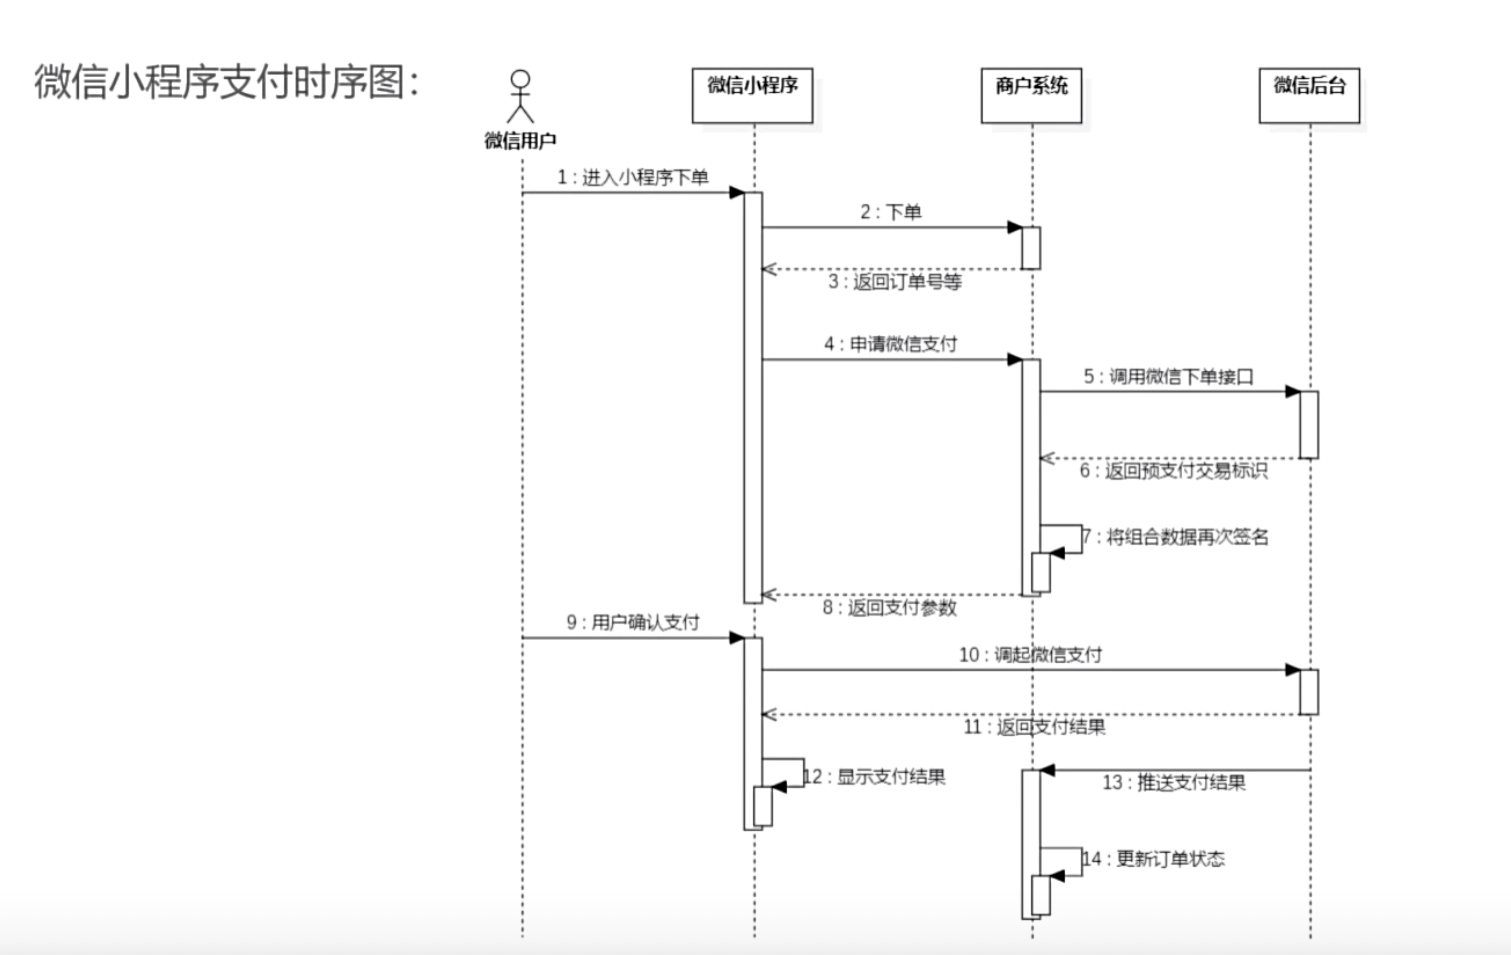 微信小程序支付时序图：
微信用户
微信小程序
商户系统
微信后台
1 : 进入小程序下单
2 : 下单
3 : 返回订单号等
4 : 申请微信支付
5 : 调用微信下单接口
6 : 返回预支付交易标识
7 : 将组合数据再次签名
8 : 返回支付参数
9 : 用户确认支付
10 : 调起微信支付
11 : 返回支付结果
12 : 显示支付结果
13 : 推送支付结果
14 : 更新订单状态